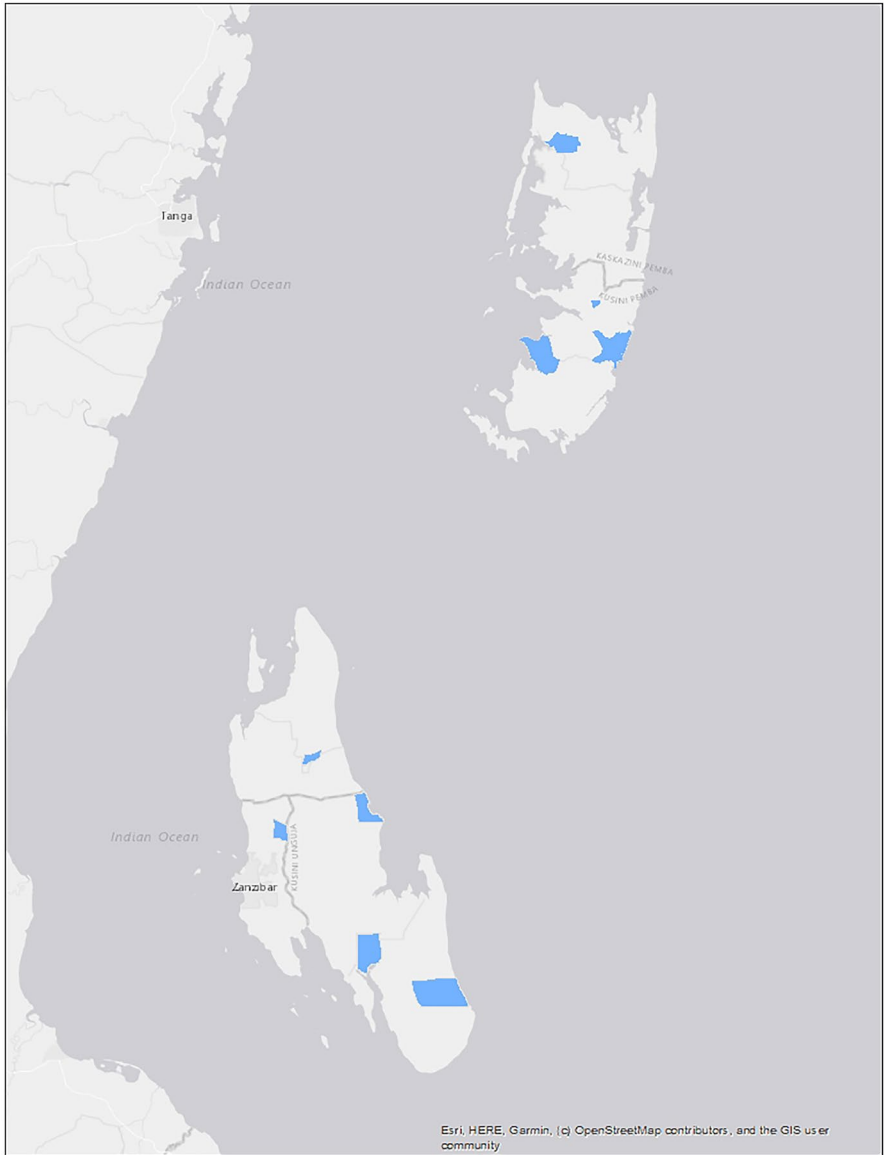 Tanga
KASKAZINI PEMBA
Indian Ocean
KUSINI PEMBA
Indian Ocean
KUSINI UNGUJA
Zanzibar
Esri, HERE, Garmin, (c) OpenStreetMap contributors, and the GIS user
community